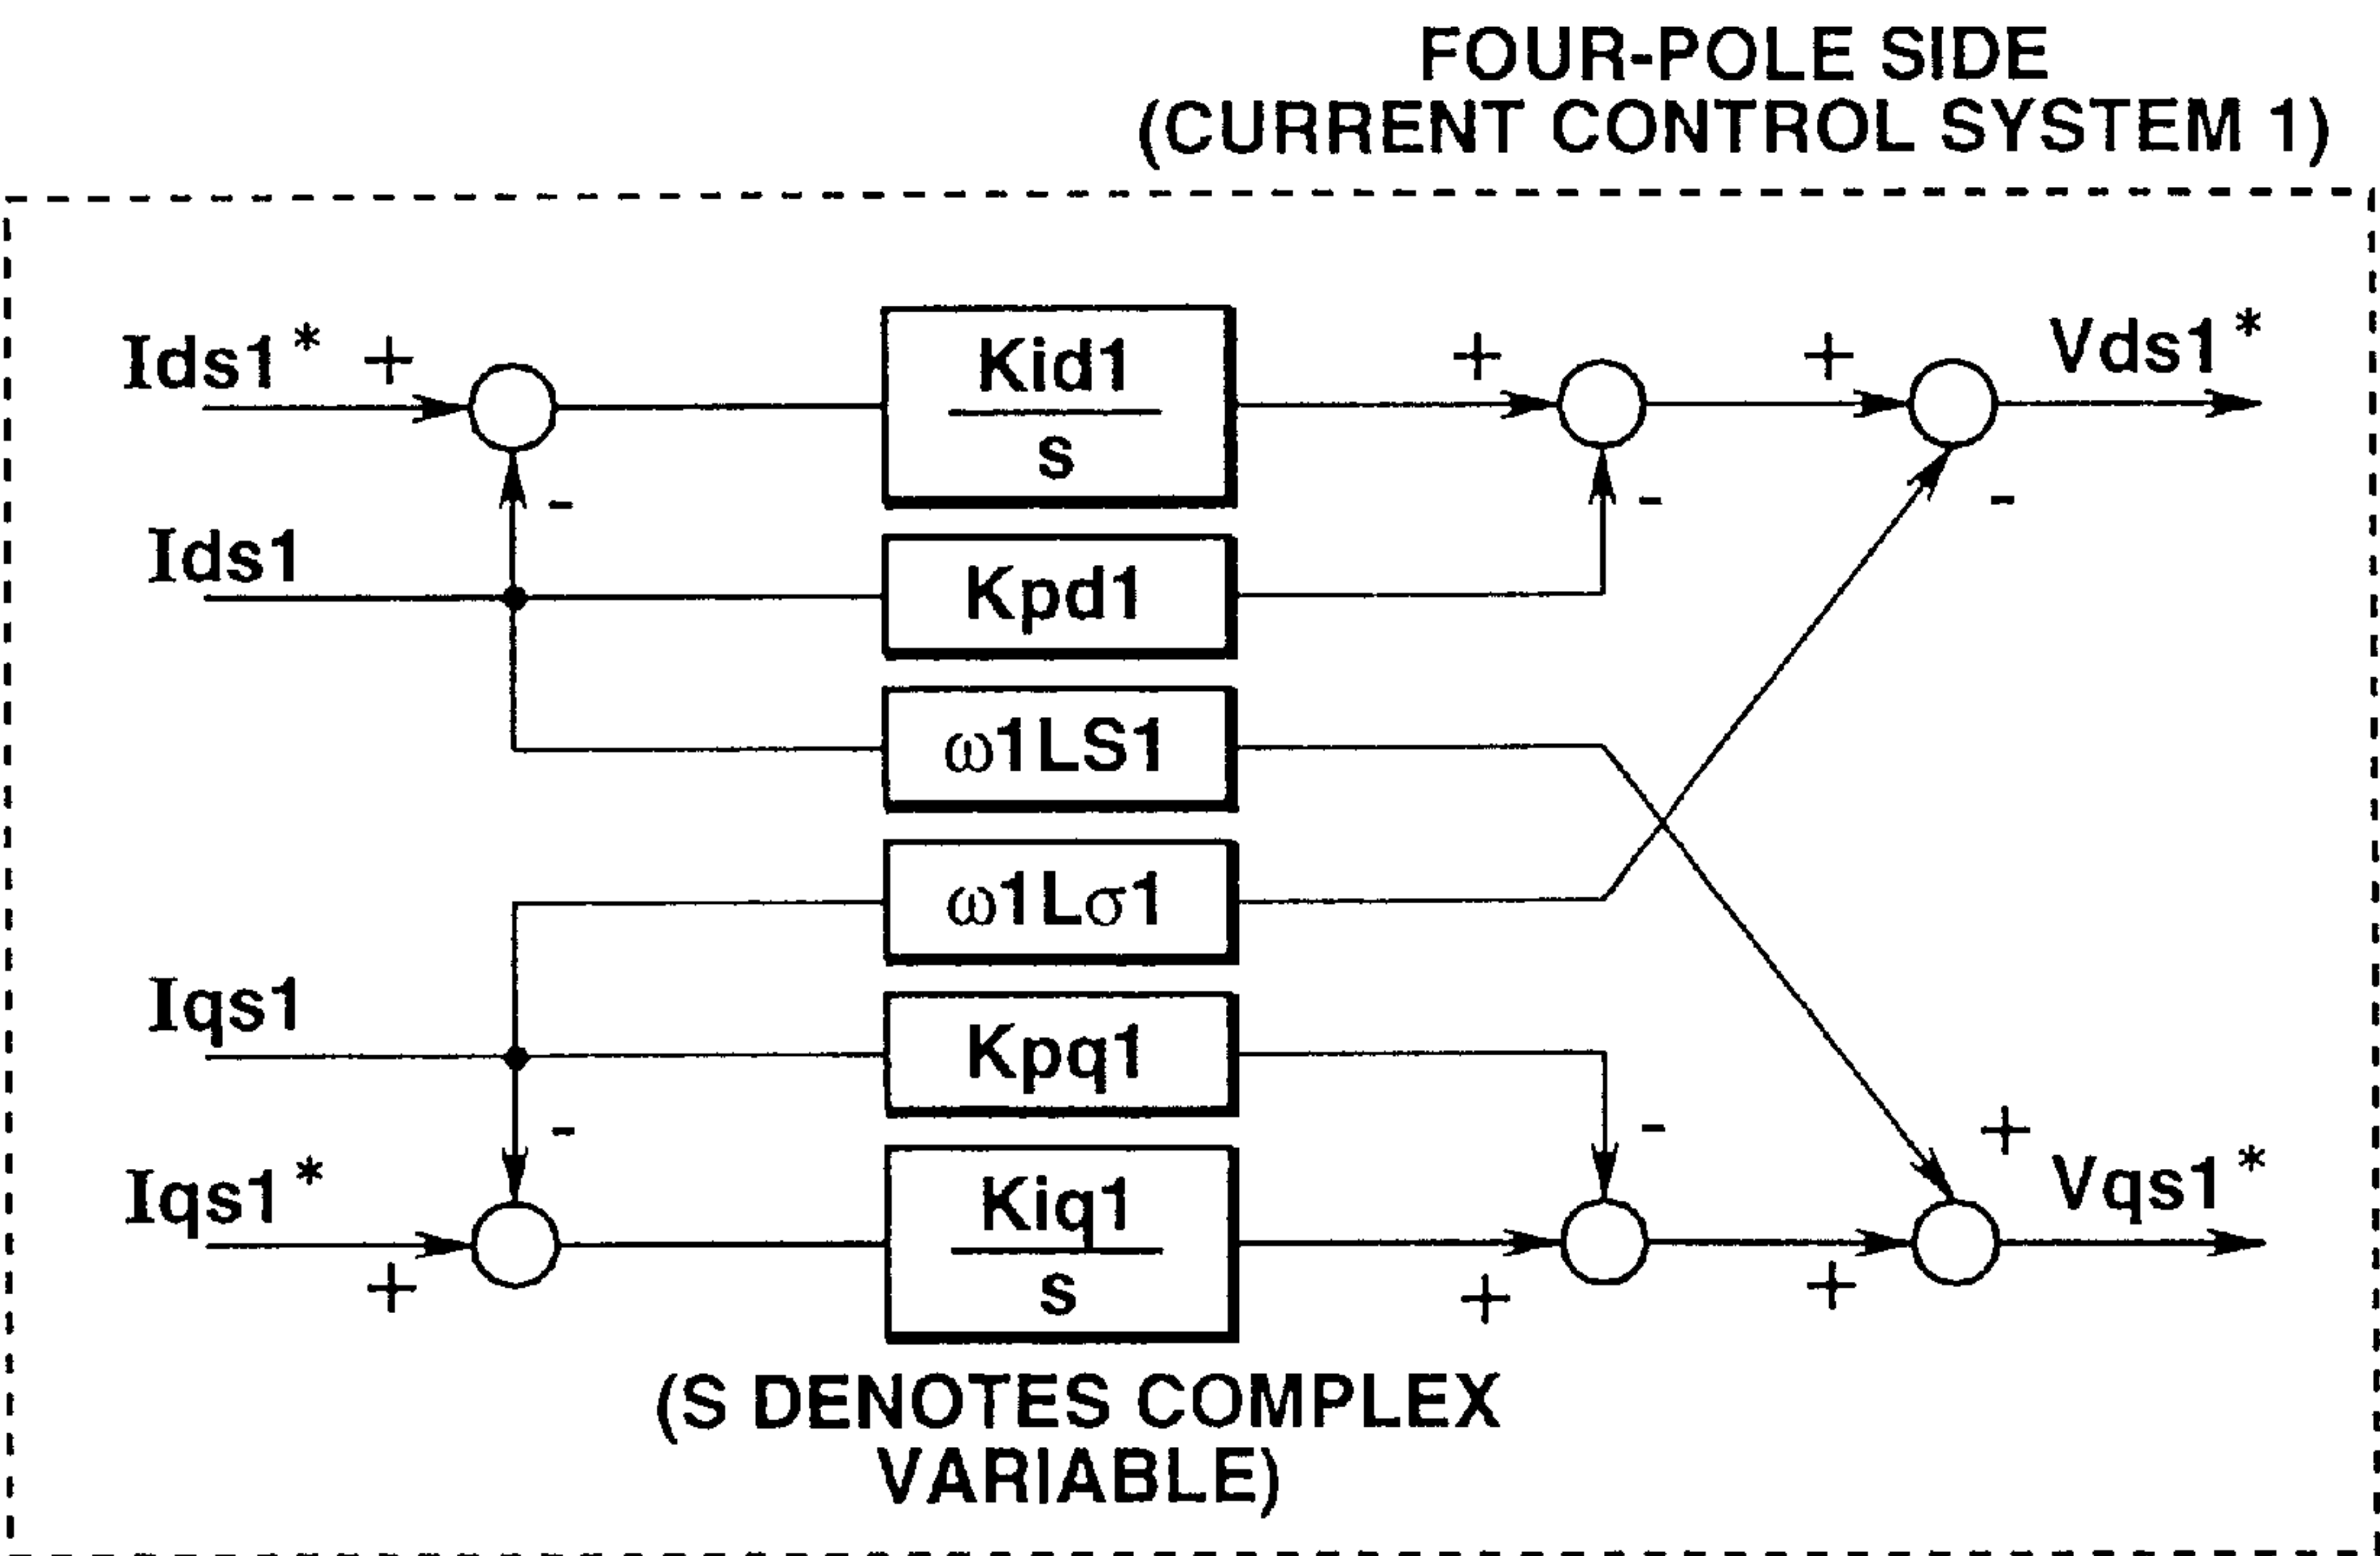 FOUR-POLE SIDE
(CURRENT CONTROL SYSTEM 1)
Ids1* +
Kid1
s
+
+
Vds1*
-
-
-
Ids1
Kpd1
ω1LS1
ω1Lσ1
Iqs1
Kpq1
-
-
+
Iqs1*
+
Kiq1
s
+
+
Vqs1*
(S DENOTES COMPLEX
VARIABLE)